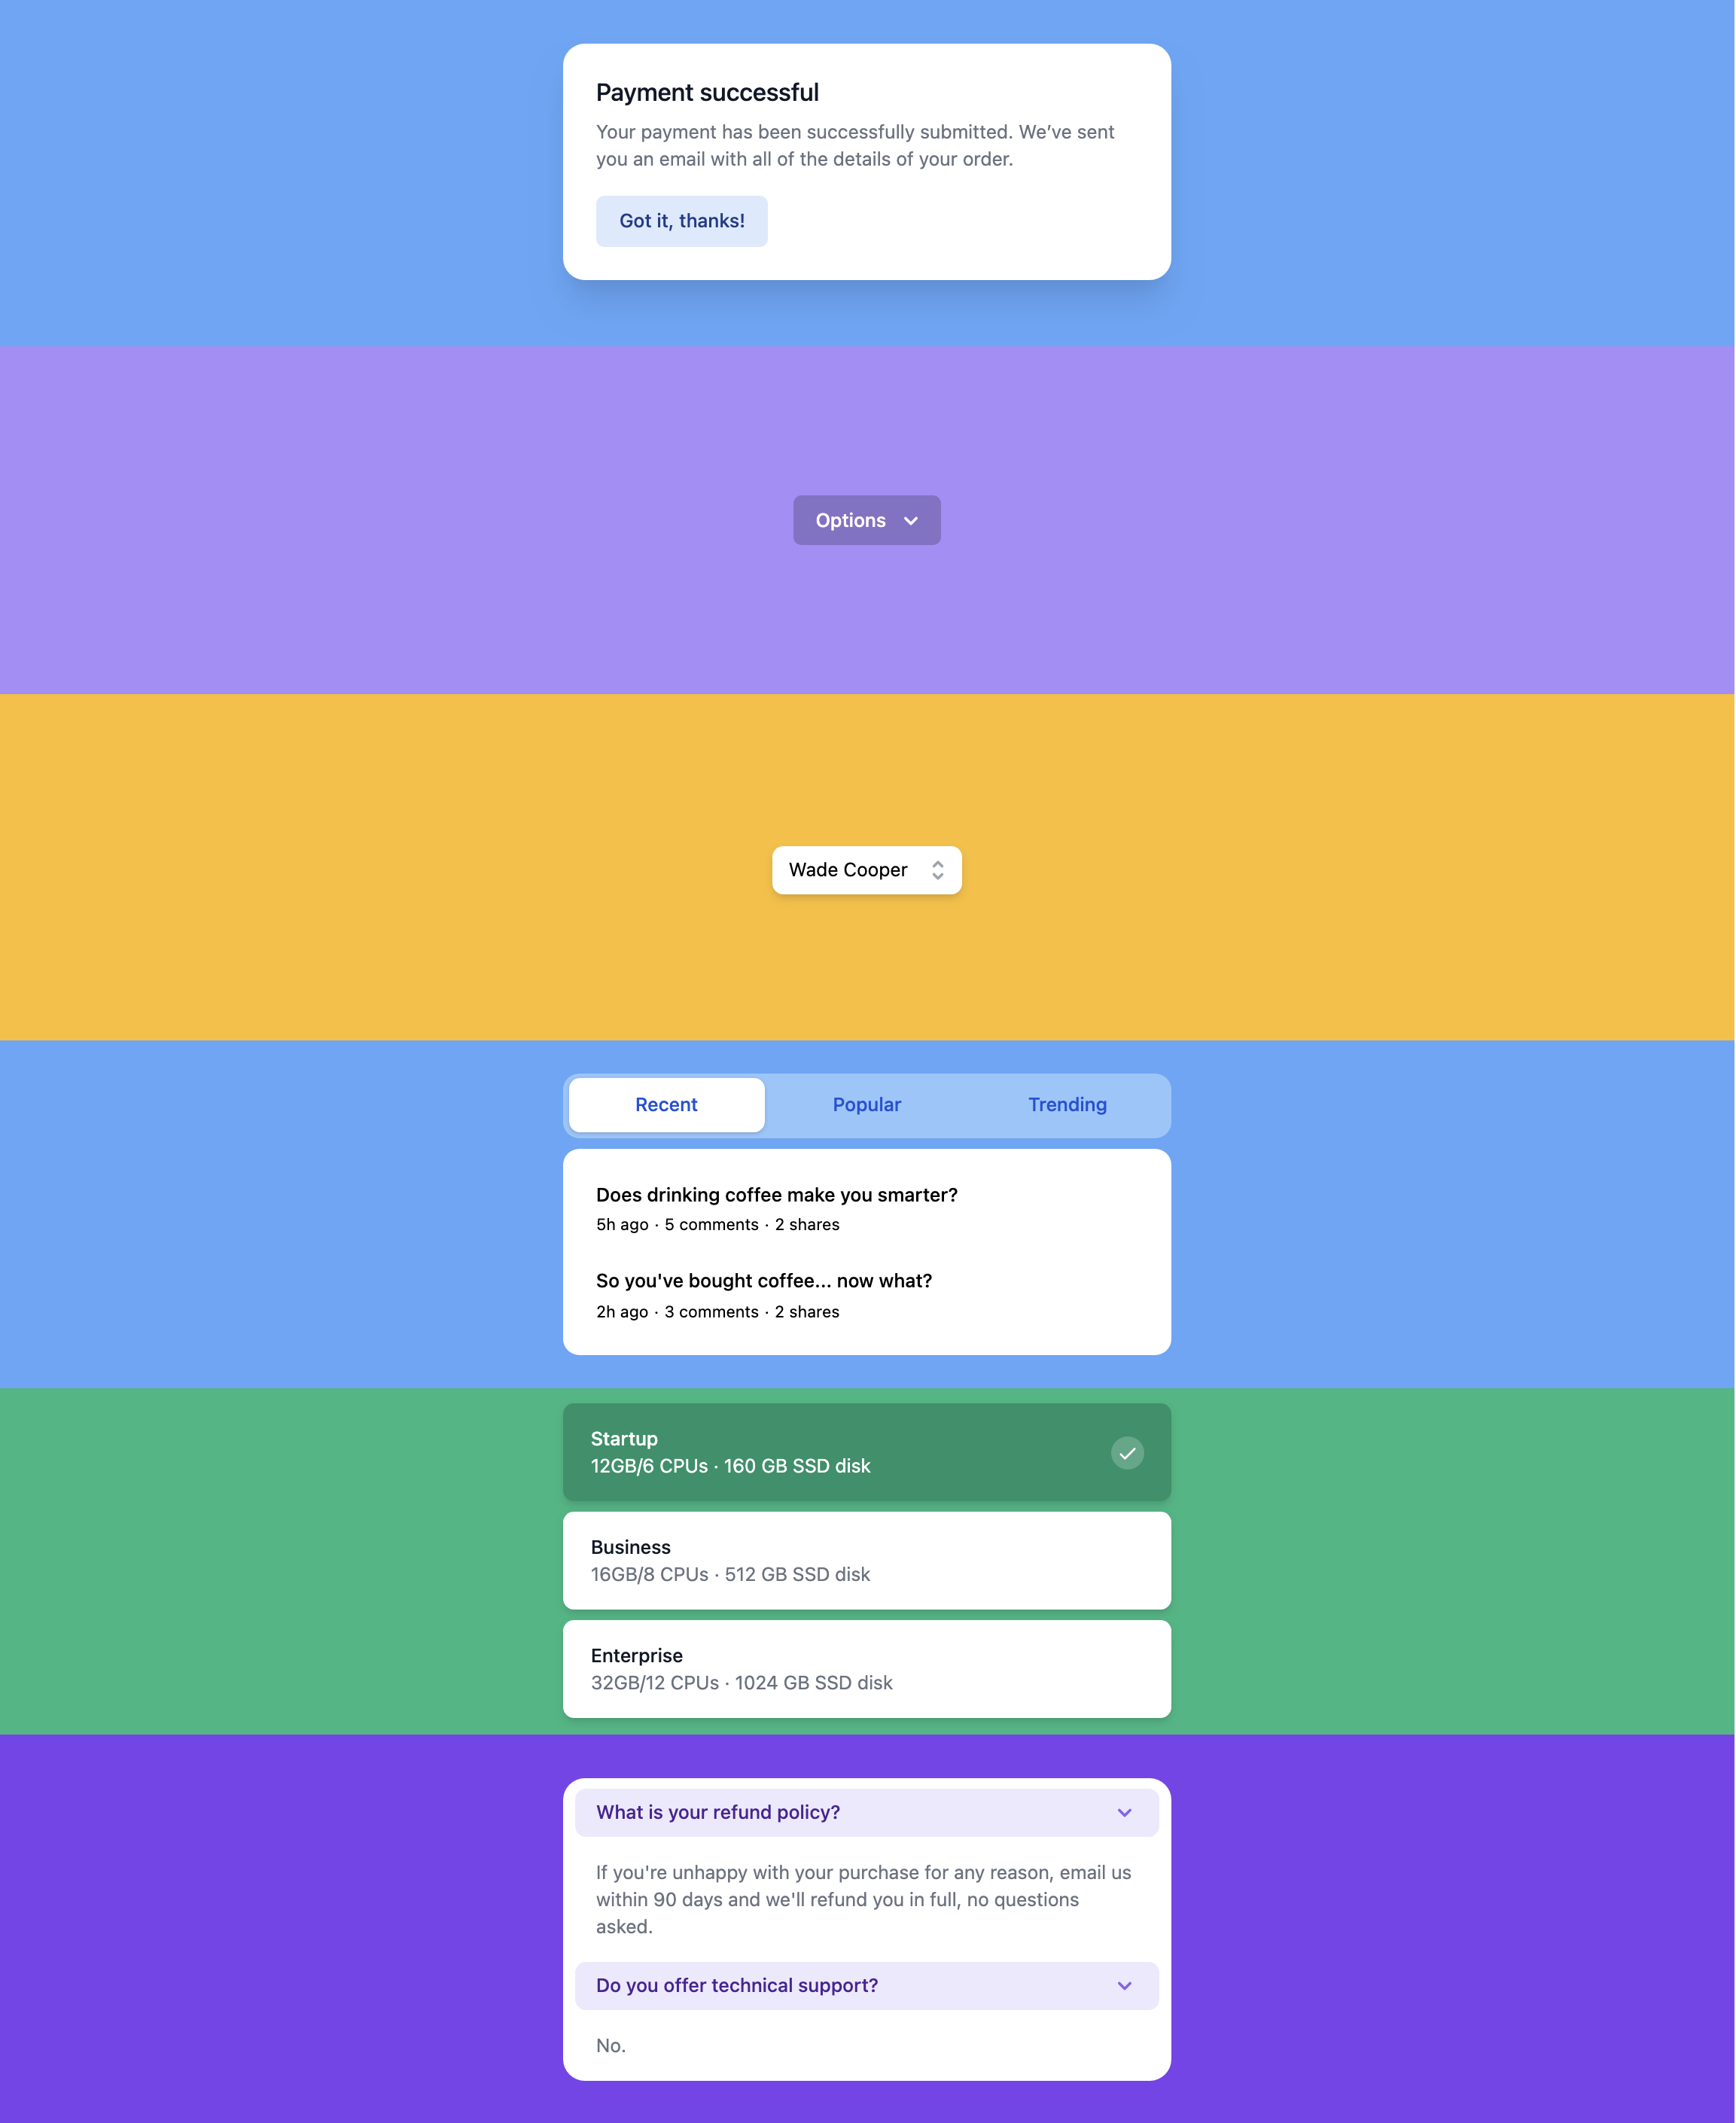 Payment successful
Your payment has been successfully submitted. We’ve sent
you an email with all of the details of your order.
Got it, thanks!
Options
Wade Cooper
Recent
Popular
Trending
Does drinking coffee make you smarter?
5h ago · 5 comments · 2 shares
So you've bought coffee... now what?
2h ago · 3 comments · 2 shares
Startup
12GB/6 CPUs · 160 GB SSD disk
Business
16GB/8 CPUs · 512 GB SSD disk
Enterprise
32GB/12 CPUs · 1024 GB SSD disk
What is your refund policy?
If you're unhappy with your purchase for any reason, email us
within 90 days and we'll refund you in full, no questions
asked.
Do you offer technical support?
No.